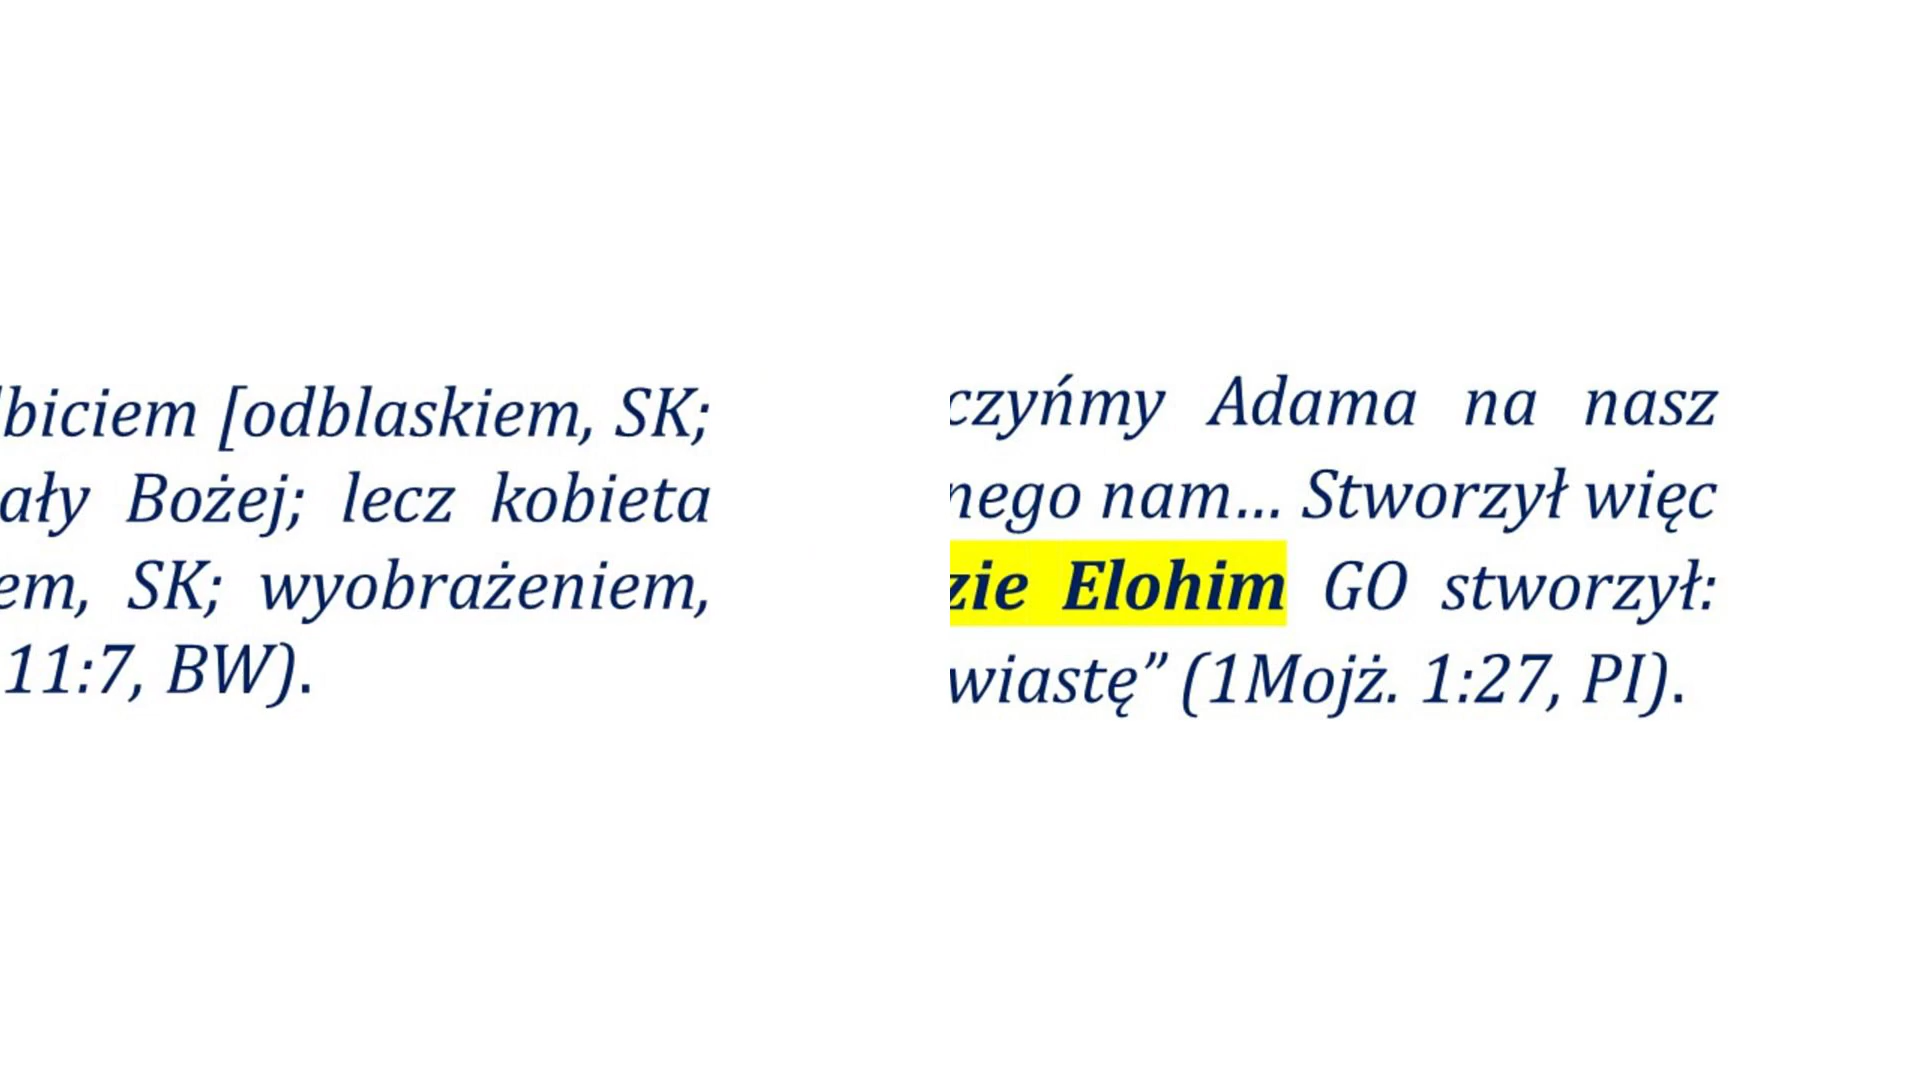 biciem [odblaskiem, SK;
ały Bożej; lecz kobieta
em, SK; wyobrażeniem,
11:7, BW).
czyńmy Adama na nasz
nego nam... Stworzył więc
zie Elohim GO stworzył:
wiastę” (1Mojż. 1:27, PI).